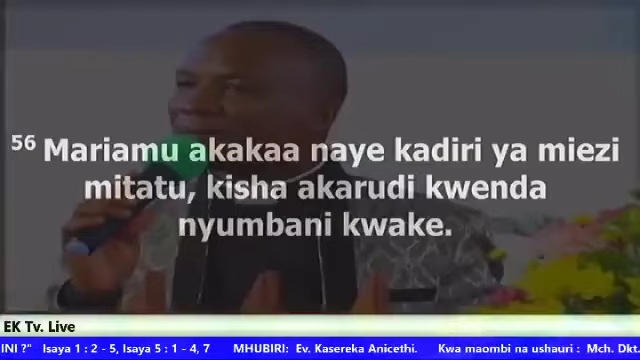 56 Mariamu akakaa naye kadiri ya miezi
mitatu, kisha akarudi kwenda
nyumbani kwake.
EK Tv. Live
INI ?" Isaya 1 : 2 - 5, Isaya 5 : 1 - 4, 7 MHUBIRI: Ev. Kasereka Anicethi. Kwa maombi na ushauri : Mch. Dkt.